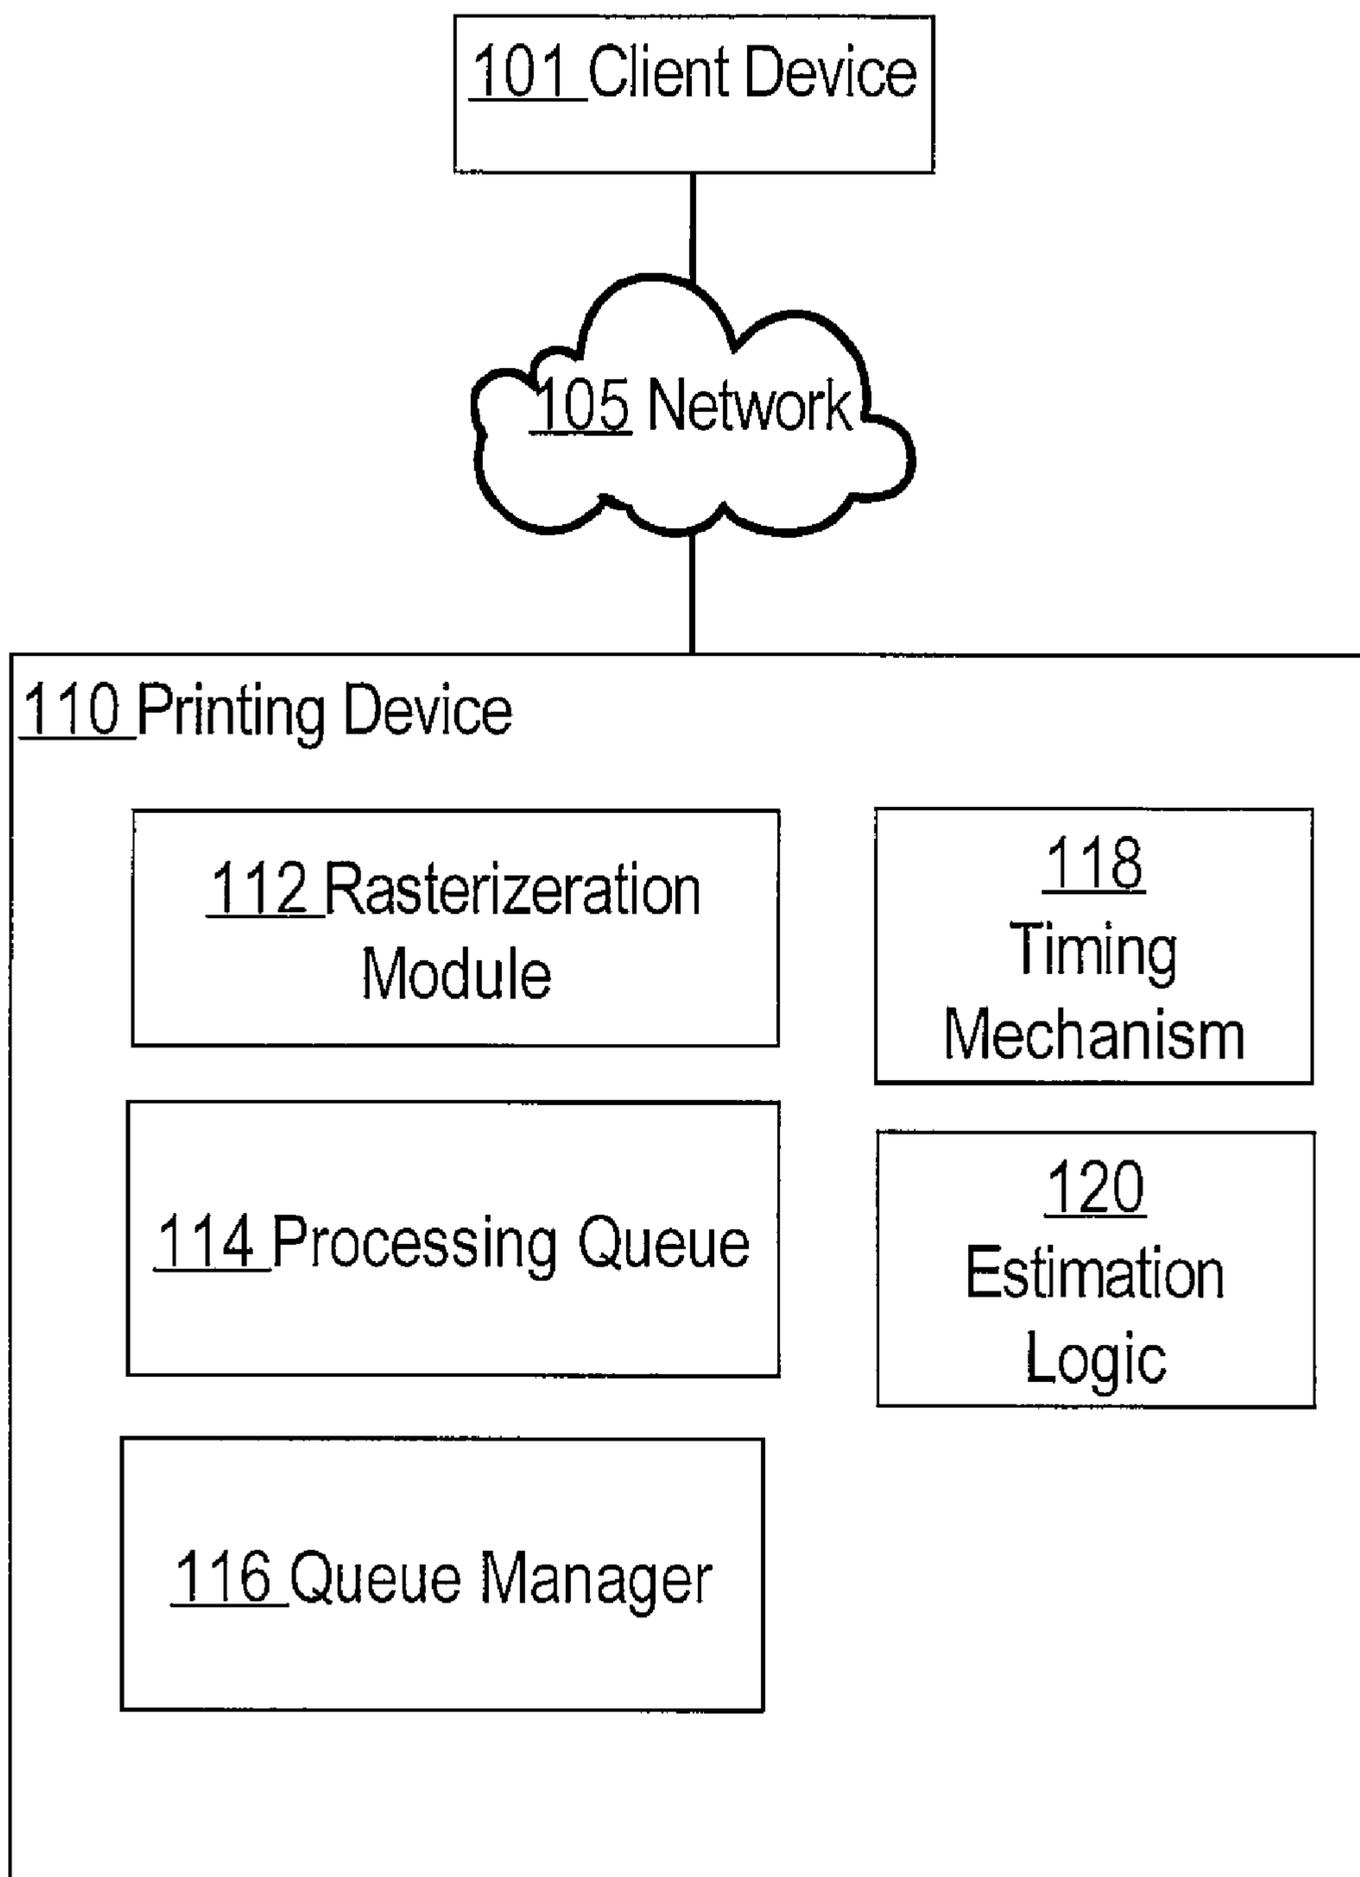 101 Client Device
105 Network
110 Printing Device
112 Rasterizeration
Module
118
Timing
Mechanism
114 Processing Queue
120
Estimation
Logic
116 Queue Manager